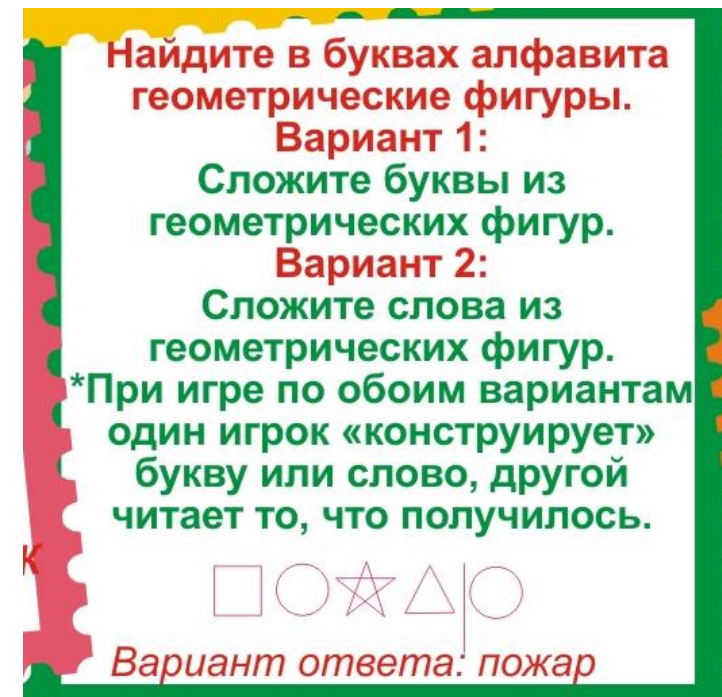 Найдите в буквах алфавита
геометрические фигуры.
Вариант 1:
Сложите буквы из
геометрических фигур.
Вариант 2:
Сложите слова из
геометрических фигур.
*При игре по обоим вариантам
один игрок «конструирует»
букву или слово, другой
читает то, что получилось.
к
Вариант ответа: пожар